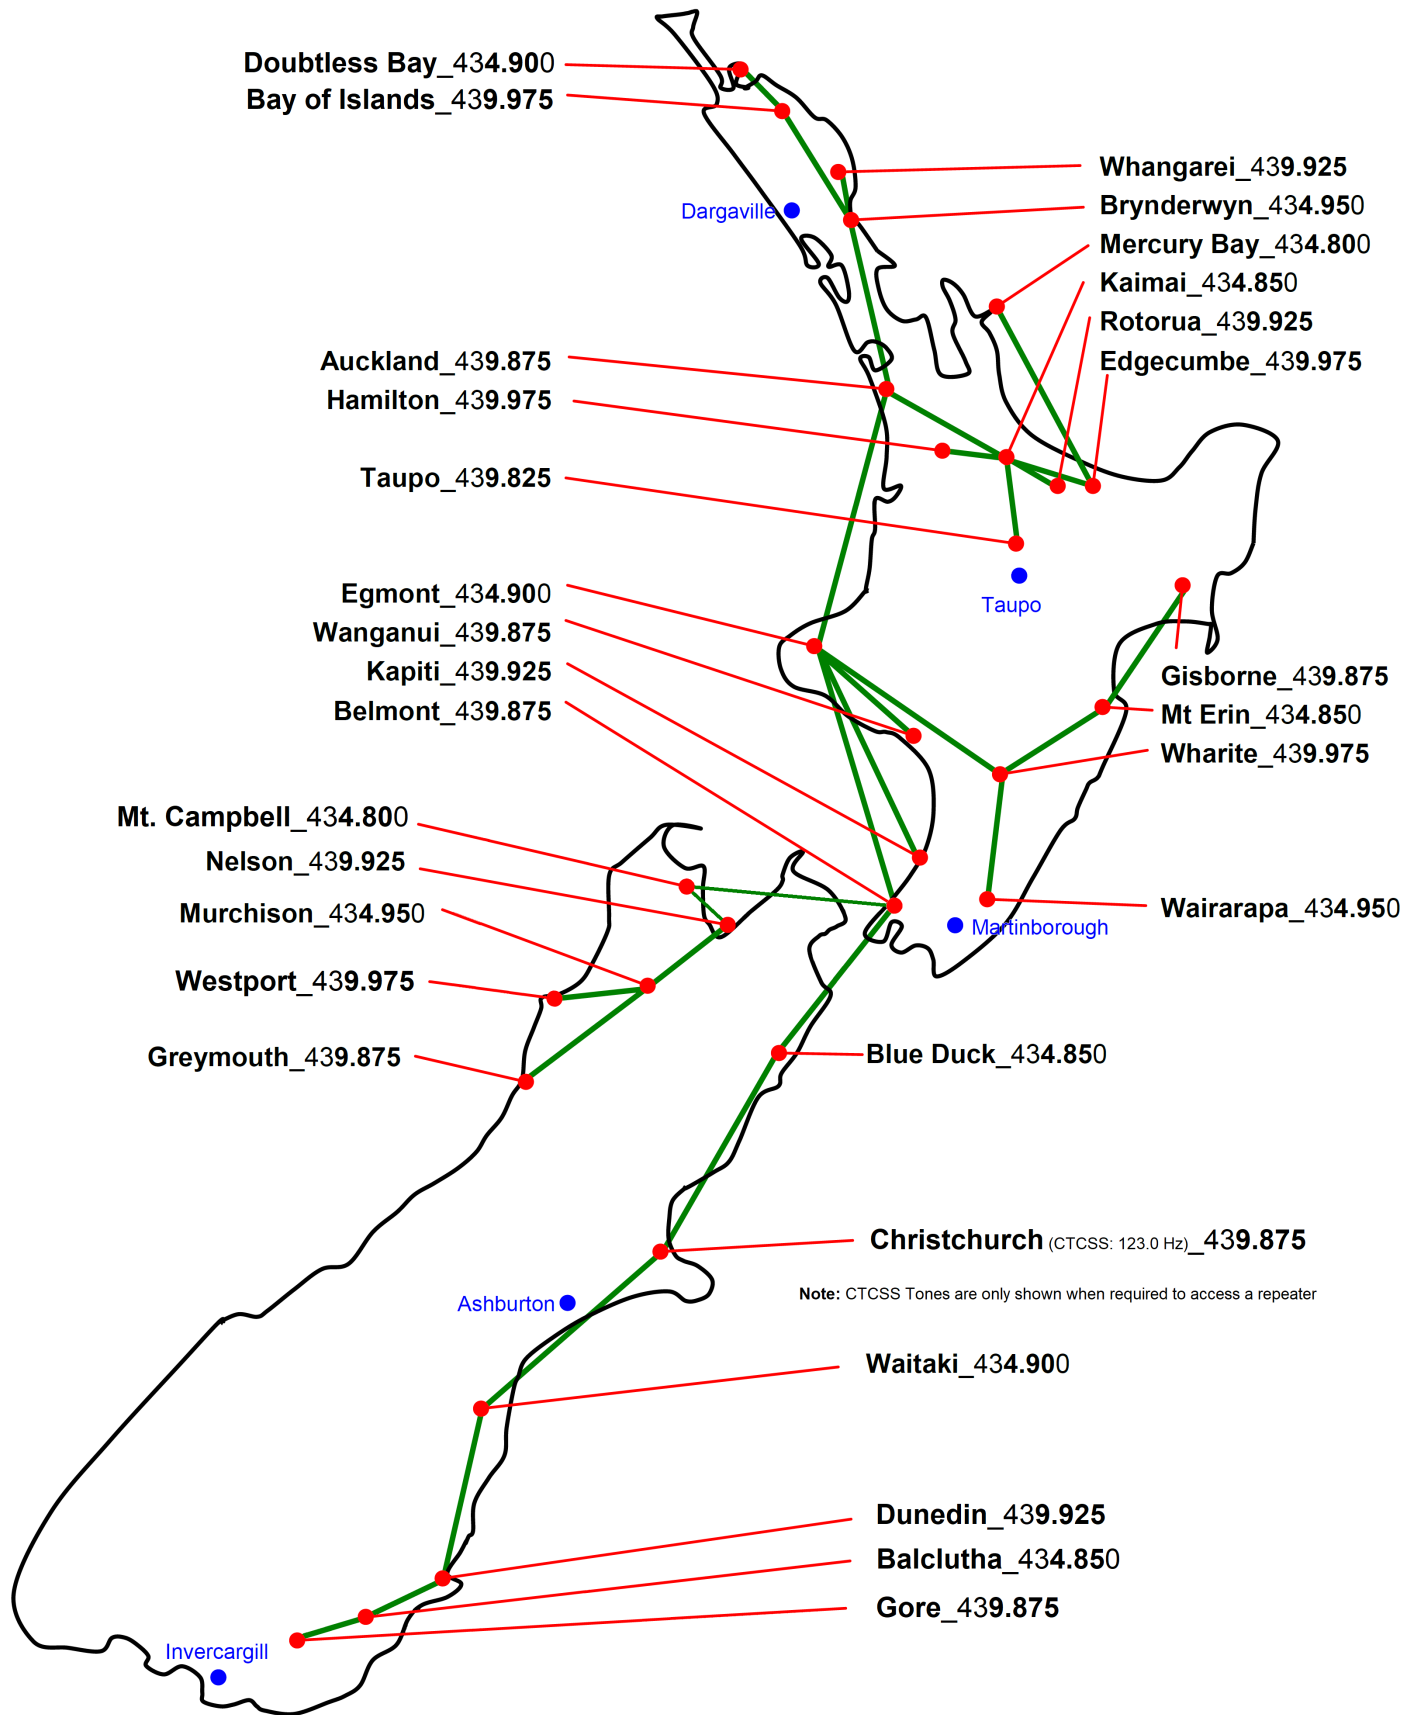 Doubtless Bay_434.900
Bay of Islands_439.975
Whangarei_439.925
Dargaville
Brynderwyn_434.950
Mercury Bay_434.800
Kaimai_434.850
Rotorua_439.925
Auckland_439.875
Edgecumbe_439.975
Hamilton_439.975
Taupo_439.825
Egmont_434.900
Taupo
Wanganui_439.875
Kapiti_439.925
Gisborne_439.875
Belmont_439.875
Mt Erin_434.850
Wharite_439.975
Mt. Campbell_434.800
Nelson_439.925
Murchison_434.950
Wairarapa_434.950
Martinborough
Westport_439.975
Greymouth_439.875
Blue Duck_434.850
Christchurch (CTCSS: 123.0 Hz)_439.875
Note: CTCSS Tones are only shown when required to access a repeater
Ashburton
Waitaki_434.900
Dunedin_439.925
Balclutha_434.850
Gore_439.875
Invercargill